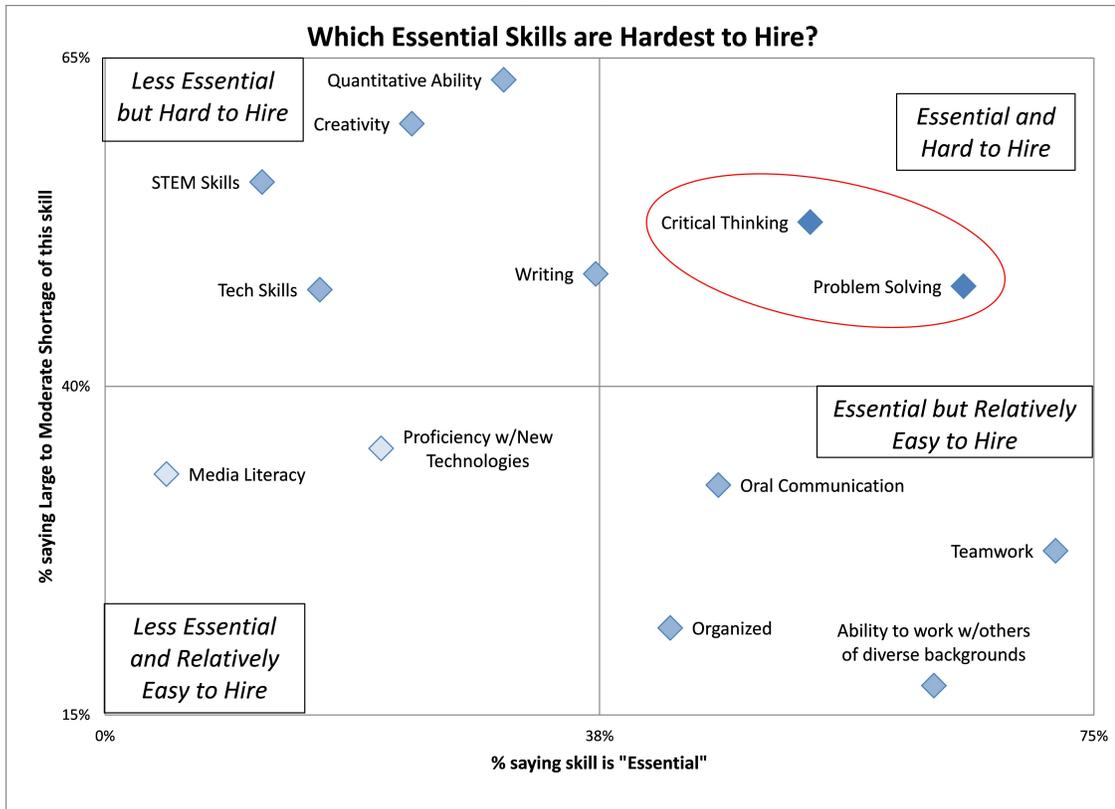 Which Essential Skills are Hardest to Hire?
65%
Less Essential
but Hard to Hire
Quantitative Ability
Creativity
Essential and
Hard to Hire
STEM Skills
Critical Thinking
Writing
Problem Solving
Tech Skills
% saying Large to Moderate Shortage of this skill
40%
Essential but Relatively
Easy to Hire
Proficiency w/New
Technologies
Media Literacy
Oral Communication
Teamwork
Less Essential
and Relatively
Easy to Hire
Organized
Ability to work w/others
of diverse backgrounds
15%
0%
38%
75%
% saying skill is "Essential"